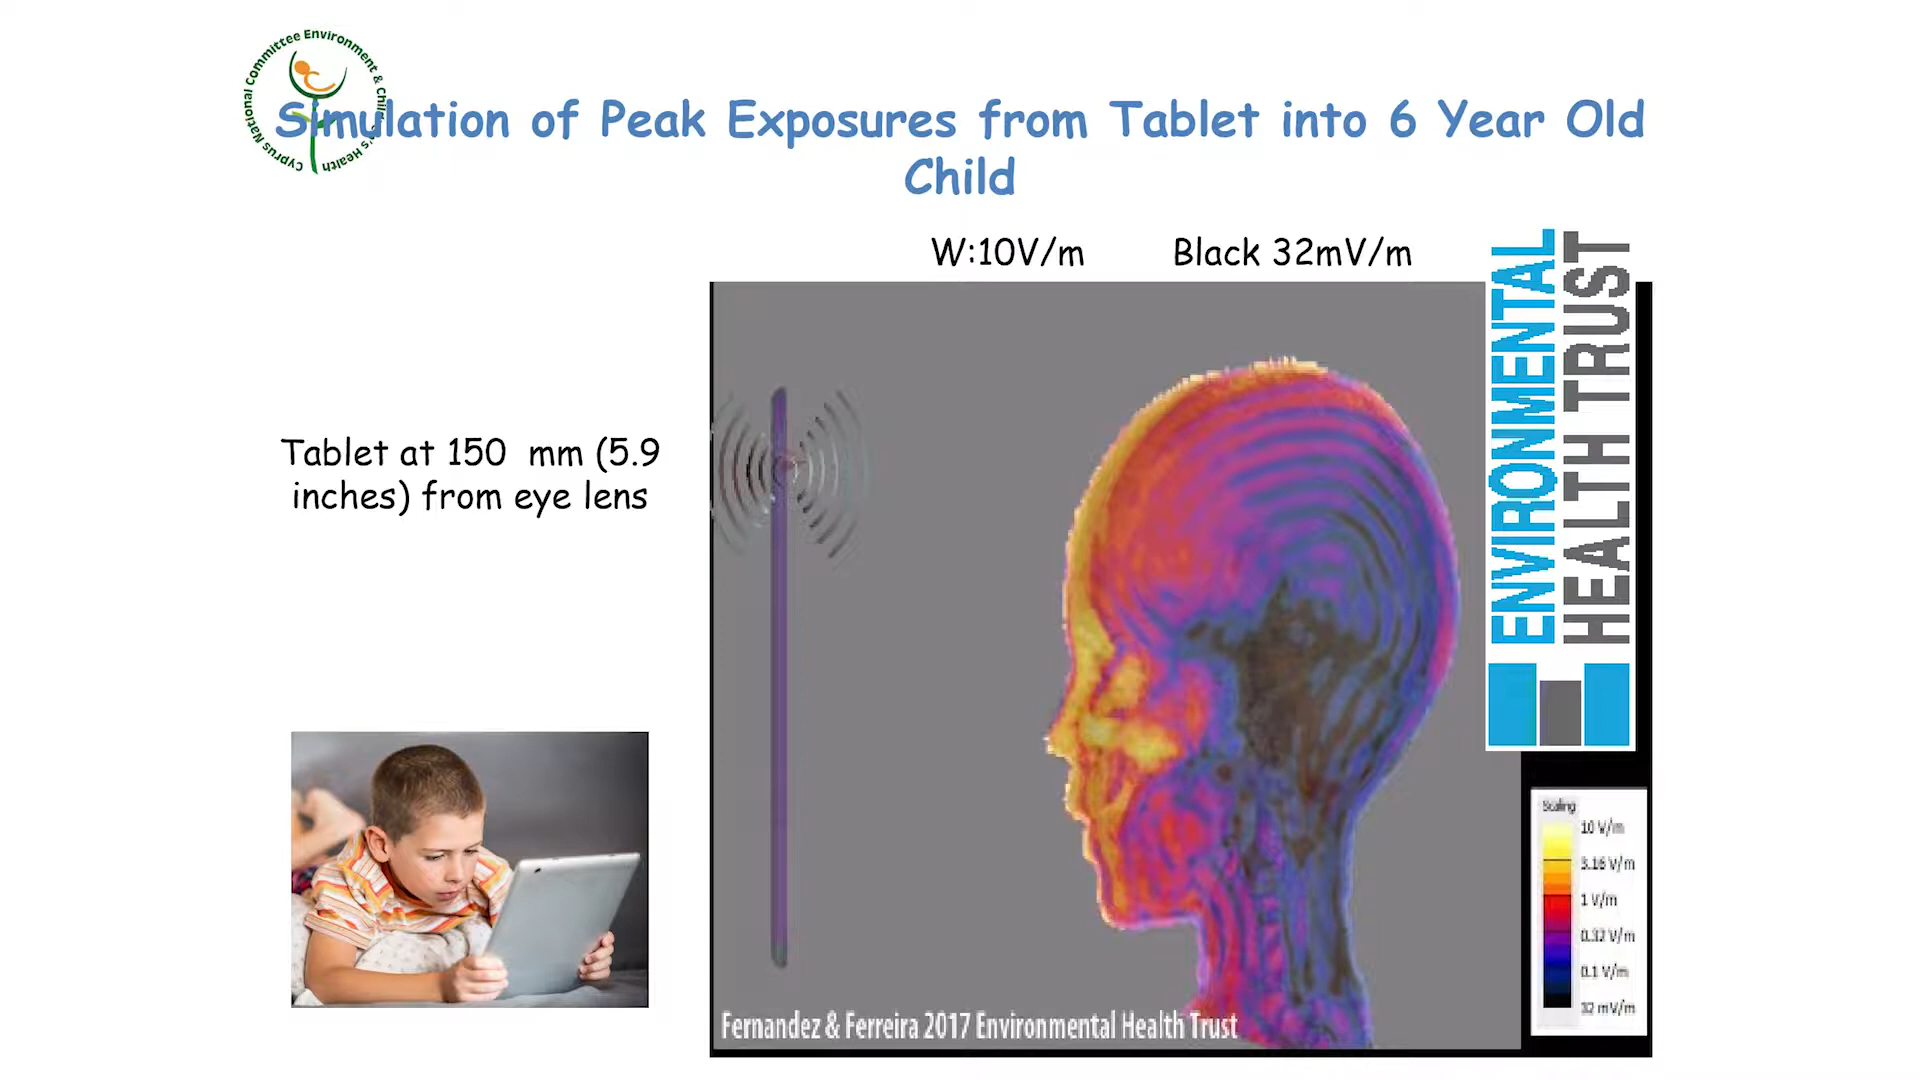 Cyprus National Committee Environment & Child 's Health
Simulation of Peak Exposures from Tablet into 6 Year Old
Child
W:10V/m Black 32mV/m
ENVIRONMENTAL
HEALTH TRUST
Tablet at 150 mm (5.9
inches) from eye lens
Scaling
10 V/m
3.16 V/m
1 V/m
0.32 V/m
0.1 V/m
32 mV/m
Fernandez & Ferreira 2017 Environmental Health Trust